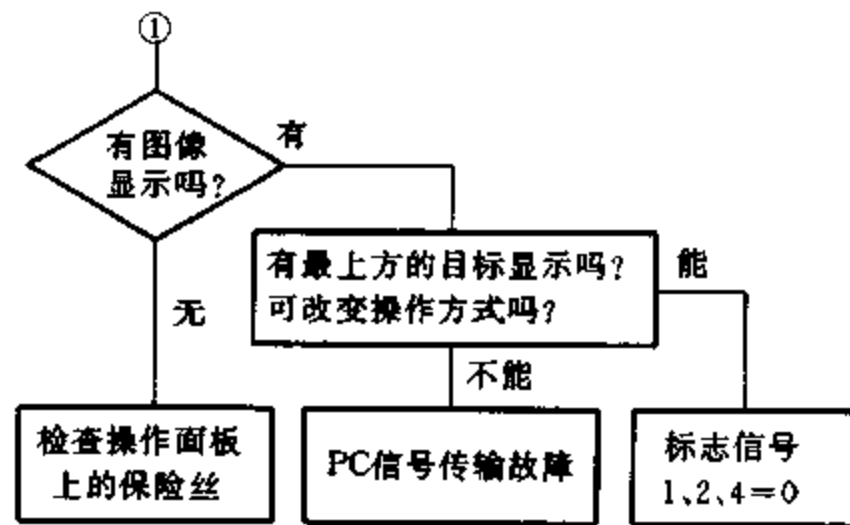 ①
有图像
显示吗?
有
有最上方的目标显示吗?
可改变操作方式吗?
能
无
不能
检查操作面板
上的保险丝
PC信号传输故障
标志信号
1、2、4=0